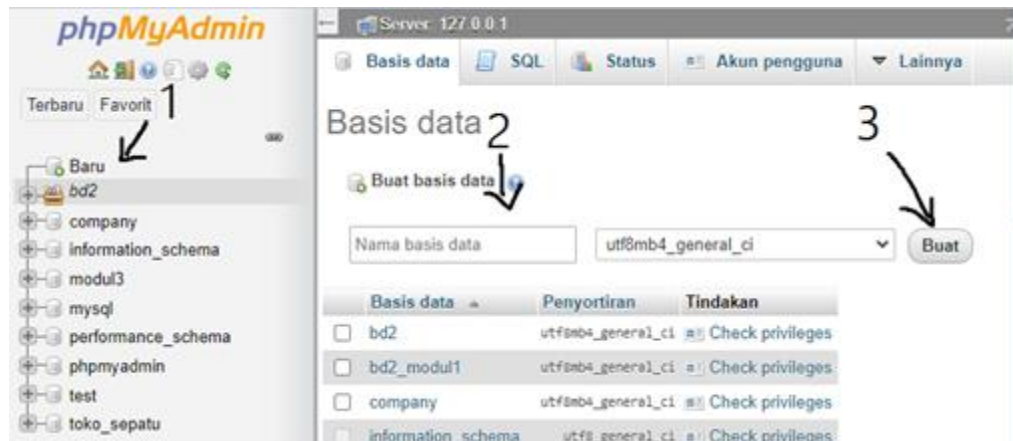 phpMyAdmin
Terbaru Favorit
1
Baru
bd2
company
information_schema
modul3
mysql
performance_schema
phpmyadmin
test
toko_sepatu
Server: 127.0.0.1
Basis data SQL Status Akun pengguna Lainnya
Basis data
2
3
Buat basis data
Nama basis data utf8mb4_general_ci Buat
Basis data Penyortiran Tindakan
bd2 utf8mb4_general_ci Check privileges
bd2_modul1 utf8mb4_general_ci Check privileges
company utf8mb4_general_ci Check privileges
information_schema utf8_general_ci Check privileges